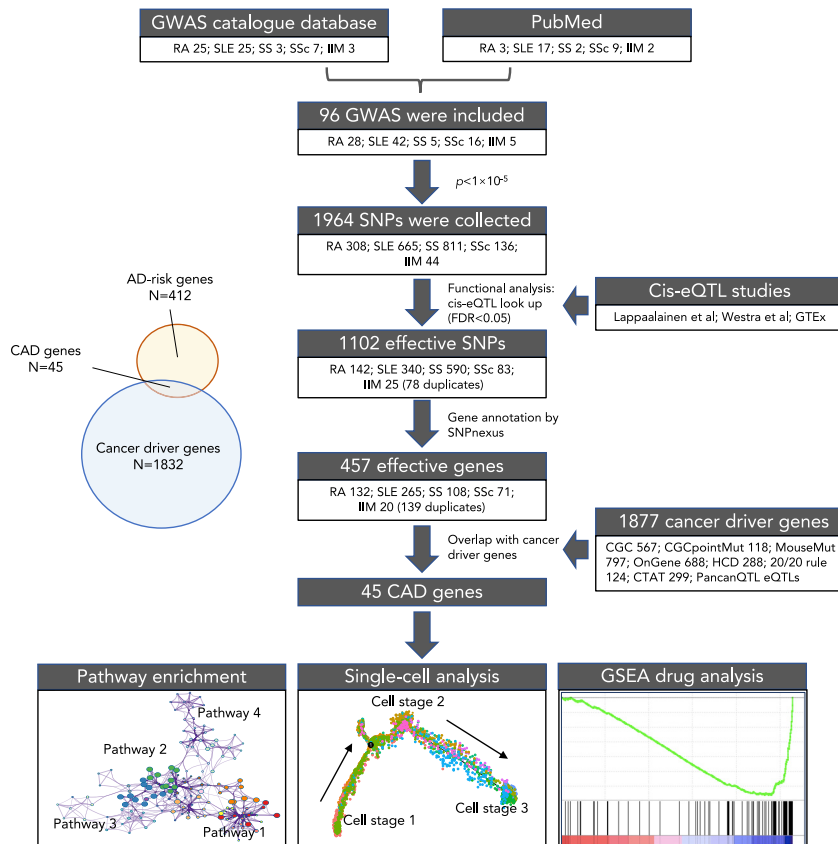 GWAS catalogue database
RA 25; SLE 25; SS 3; SSc 7; IIM 3
PubMed
RA 3; SLE 17; SS 2; SSc 9; IIM 2
96 GWAS were included
RA 28; SLE 42; SS 5; SSc 16; IIM 5
p<1×10-5
1964 SNPs were collected
RA 308; SLE 665; SS 811; SSc 136;
IIM 44
Functional analysis:
cis-eQTL look up
(FDR<0.05)
Cis-eQTL studies
Lappaalainen et al; Westra et al; GTEx
AD-risk genes
N=412
CAD genes
N=45
Cancer driver genes
N=1832
1102 effective SNPs
RA 142; SLE 340; SS 590; SSc 83;
IIM 25 (78 duplicates)
Gene annotation by
SNPnexus
457 effective genes
RA 132; SLE 265; SS 108; SSc 71;
IIM 20 (139 duplicates)
Overlap with cancer
driver genes
1877 cancer driver genes
CGC 567; CGCpointMut 118; MouseMut
797; OnGene 688; HCD 288; 20/20 rule
124; CTAT 299; PancanQTL eQTLs
45 CAD genes
Pathway enrichment
Pathway 4
Pathway 2
Pathway 3
Pathway 1
Single-cell analysis
Cell stage 2
Cell stage 1
Cell stage 3
GSEA drug analysis